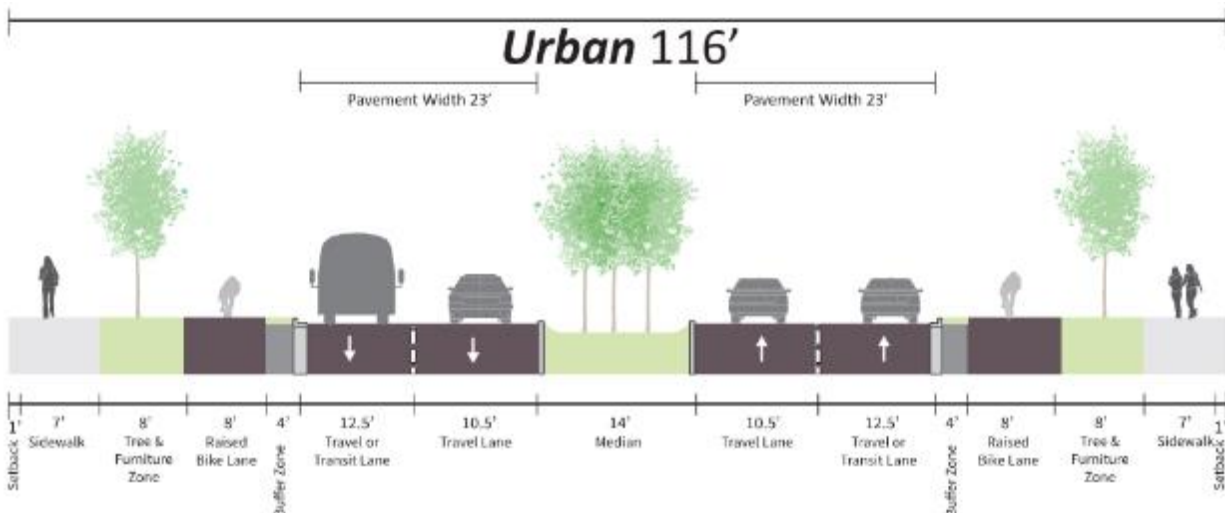 Urban 116’
Pavement Width 23’
Pavement Width 23’
1’
Setback
7’
Sidewalk
8’
Tree &
Furniture
Zone
8’
Raised
Bike Lane
4’
Buffer Zone
12.5’
Travel or
Transit Lane
10.5’
Travel Lane
14’
Median
10.5’
Travel Lane
12.5’
Travel or
Transit Lane
4’
Buffer Zone
8’
Raised
Bike Lane
8’
Tree &
Furniture
Zone
7’
Sidewalk
1’
Setback